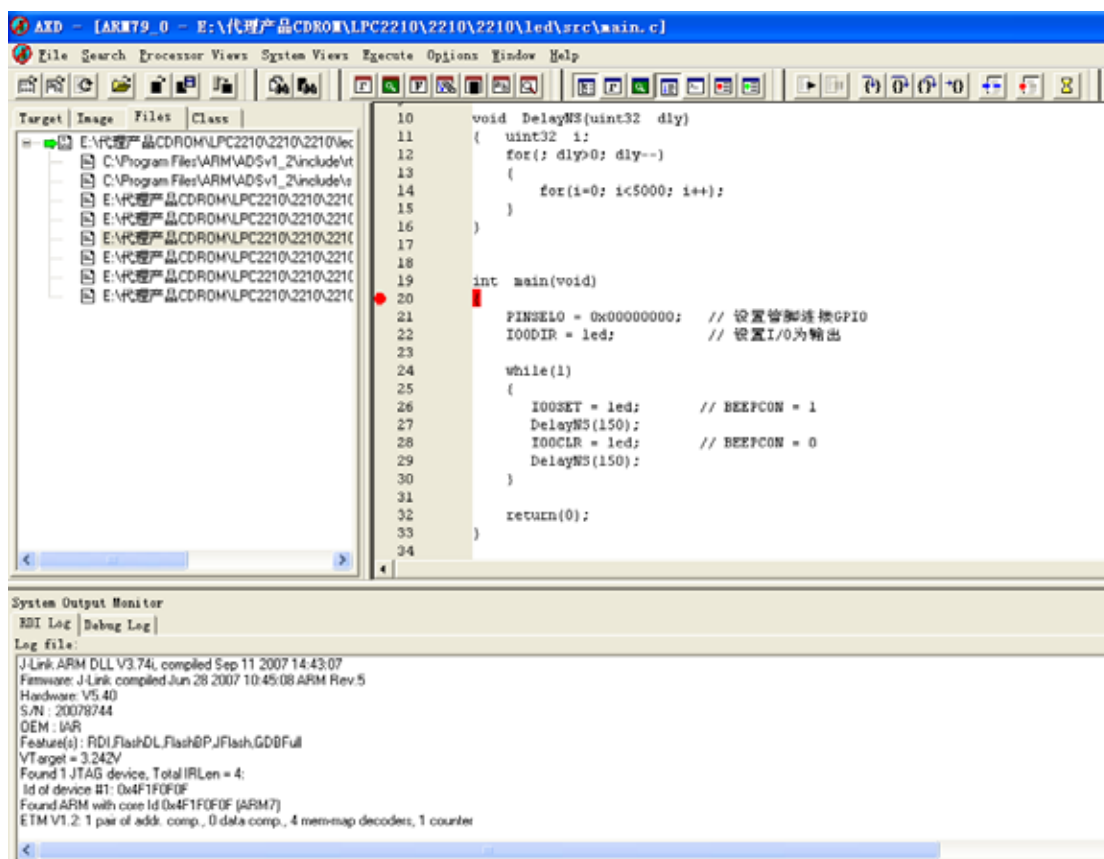 AXD - [ARM79_0 - E:\代理产品CDROM\LPC2210\2210\2210\led\src\main.c]
File Search Processor Views System Views Execute Options Window Help
Target Image Files Class
E:\代理产品CDROM\LPC2210\2210\2210\lec
C:\Program Files\ARM\ADSv1_2\include\rt
C:\Program Files\ARM\ADSv1_2\include\s
E:\代理产品CDROM\LPC2210\2210\221(
E:\代理产品CDROM\LPC2210\2210\221(
E:\代理产品CDROM\LPC2210\2210\221(
E:\代理产品CDROM\LPC2210\2210\221(
E:\代理产品CDROM\LPC2210\2210\221(
E:\代理产品CDROM\LPC2210\2210\221(
10 void DelayNS(uint32 dly)
11 { uint32 i;
12 for(; dly>0; dly--)
13 {
14 for(i=0; i<5000; i++);
15 }
16 }
17
18
19 int main(void)
20 {
21 PINSEL0 = 0x00000000; // 设置管脚连接GPIO
22 IO0DIR = led; // 设置I/O为输出
23
24 while(1)
25 {
26 IO0SET = led; // BEEPCON = 1
27 DelayNS(150);
28 IO0CLR = led; // BEEPCON = 0
29 DelayNS(150);
30 }
31
32 return(0);
33 }
34
System Output Monitor
RDI Log Debug Log
Log file:
J-Link ARM DLL V3.74i, compiled Sep 11 2007 14:43:07
Firmware: J-Link compiled Jun 28 2007 10:45:08 ARM Rev.5
Hardware: V5.40
S/N : 20078744
OEM : IAR
Feature(s) : RDI,FlashDL,FlashBP,JFlash,GDBFull
VTarget = 3.242V
Found 1 JTAG device, Total IRLen = 4:
Id of device #1: 0x4F1F0F0F
Found ARM with core Id 0x4F1F0F0F (ARM7)
ETM V1.2: 1 pair of addr. comp., 0 data comp., 4 mem-map decoders, 1 counter